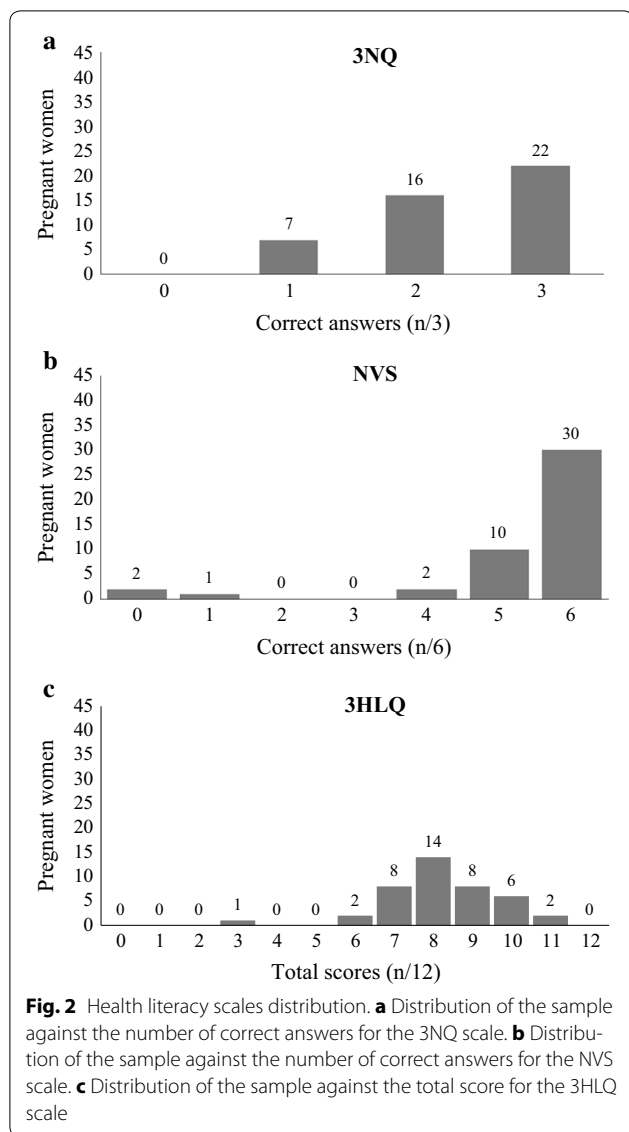 a
3NQ
Pregnant women
45
40
35
30
25
20
15
10
5
0
0
7
16
22
0 1 2 3
Correct answers (n/3)
b
NVS
Pregnant women
45
40
35
30
25
20
15
10
5
0
2
1
0
0
2
10
30
0 1 2 3 4 5 6
Correct answers (n/6)
c
3HLQ
Pregnant women
45
40
35
30
25
20
15
10
5
0
0
0
0
1
0
0
2
8
14
8
6
2
0
0 1 2 3 4 5 6 7 8 9 10 11 12
Total scores (n/12)
Fig. 2 Health literacy scales distribution. a Distribution of the sample
against the number of correct answers for the 3NQ scale. b Distribu-
tion of the sample against the number of correct answers for the NVS
scale. c Distribution of the sample against the total score for the 3HLQ
scale